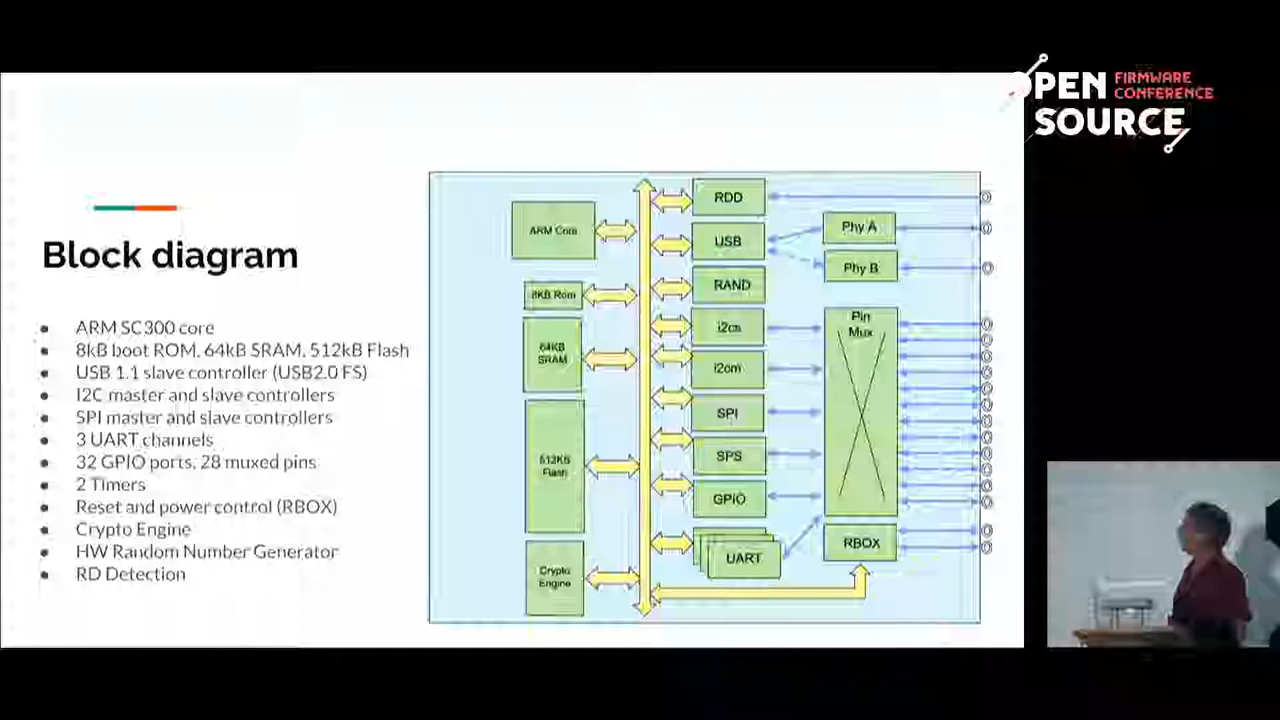 OPEN FIRMWARE
CONFERENCE
SOURCE
Block diagram
ARM SC300 core
8kB boot ROM, 64kB SRAM, 512kB Flash
USB 1.1 slave controller (USB2.0 FS)
I2C master and slave controllers
SPI master and slave controllers
3 UART channels
32 GPIO ports, 28 muxed pins
2 Timers
Reset and power control (RBOX)
Crypto Engine
HW Random Number Generator
RD Detection
ARM Core
8KB Rom
64KB
SRAM
512KB
Flash
Crypto
Engine
RDD
USB
RAND
i2cs
i2cm
SPI
SPS
GPIO
UART
Phy A
Phy B
Pin
Mux
RBOX